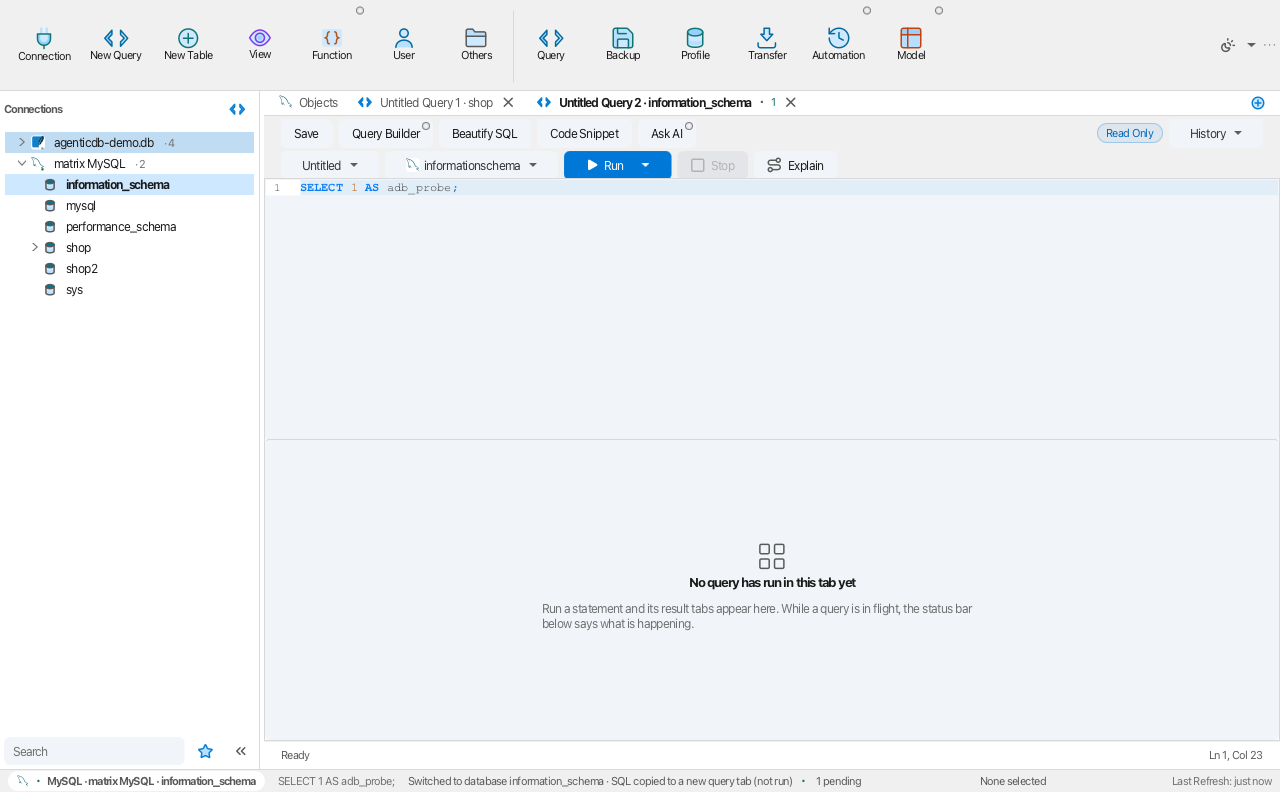 Connection
New Query
New Table
View
Function
User
Others
Query
Backup
Profile
Transfer
Automation
Model
Connections
Objects
Untitled Query 1 · shop
Untitled Query 2 · information_schema · 1
agenticdb-demo.db · 4
matrix MySQL · 2
information_schema
mysql
performance_schema
shop
shop2
sys
Save
Query Builder
Beautify SQL
Code Snippet
Ask AI
Read Only
History
Untitled
informationschema
Run
Stop
Explain
1 SELECT 1 AS adb_probe;
No query has run in this tab yet
Run a statement and its result tabs appear here. While a query is in flight, the status bar
below says what is happening.
Search
Ready
Ln 1, Col 23
MySQL · matrix MySQL · information_schema
SELECT 1 AS adb_probe;
Switched to database information_schema · SQL copied to a new query tab (not run) · 1 pending
None selected
Last Refresh: just now